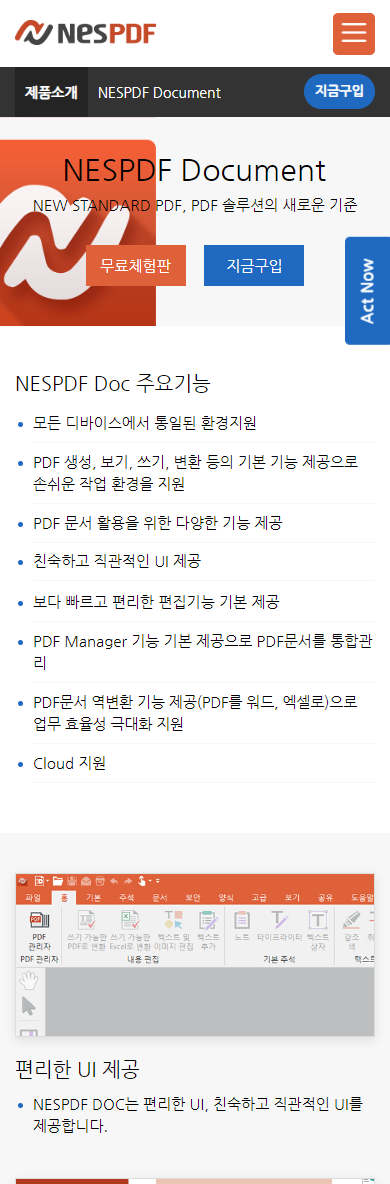 NesPDF
제품소개 NESPDF Document 지금구입
NESPDF Document
NEW STANDARD PDF, PDF 솔루션의 새로운 기준
무료체험판 지금구입
Act Now
NESPDF Doc 주요기능
모든 디바이스에서 통일된 환경지원
PDF 생성, 보기, 쓰기, 변환 등의 기본 기능 제공으로
손쉬운 작업 환경을 지원
PDF 문서 활용을 위한 다양한 기능 제공
친숙하고 직관적인 UI 제공
보다 빠르고 편리한 편집기능 기본 제공
PDF Manager 기능 기본 제공으로 PDF문서를 통합관
리
PDF문서 역변환 기능 제공(PDF를 워드, 엑셀로)으로
업무 효율성 극대화 지원
Cloud 지원
파일 홈 기본 주석 문서 보안 양식 고급 보기 공유 도움말
PDF 쓰기 가능한 쓰기 가능한 텍스트 및 텍스트 노트 타이프라이터 텍스트 강조
관리자 PDF로 변환 Excel로 변환 이미지 편집 추가 상자 색
PDF 관리자 내용 편집 기본 주석
편리한 UI 제공
NESPDF DOC는 편리한 UI, 친숙하고 직관적인 UI를
제공합니다.